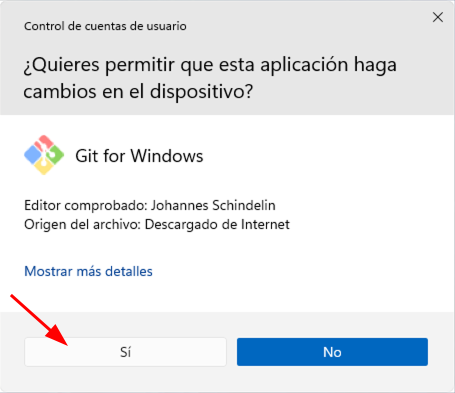 Control de cuentas de usuario
¿Quieres permitir que esta aplicación haga
cambios en el dispositivo?
Git for Windows
Editor comprobado: Johannes Schindelin
Origen del archivo: Descargado de Internet
Mostrar más detalles
Sí
No